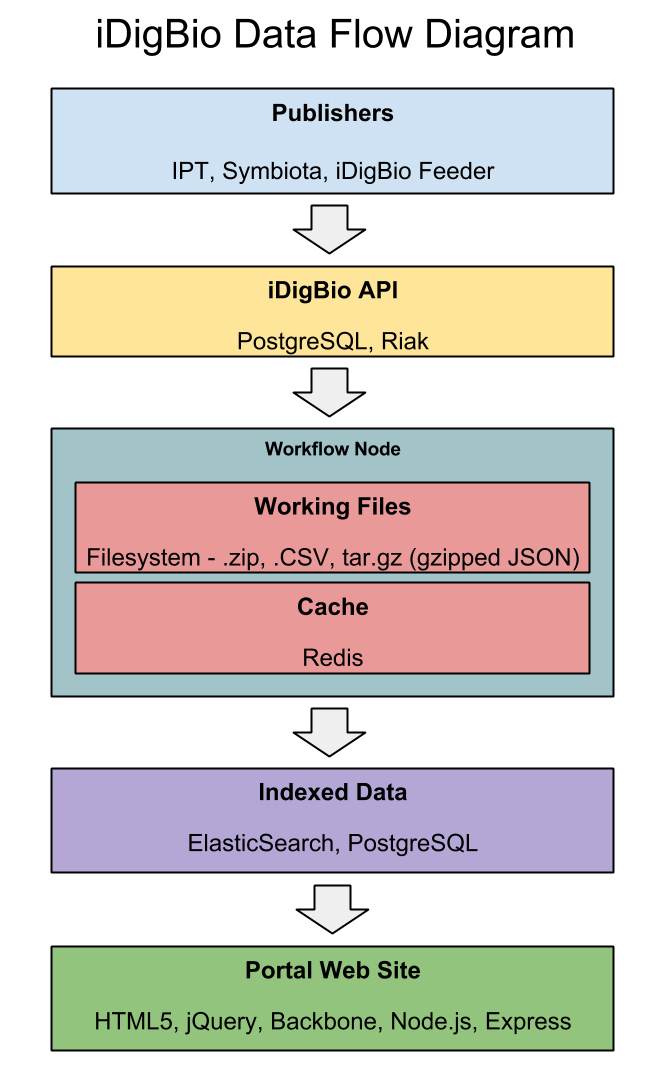 iDigBio Data Flow Diagram
Publishers
IPT, Symbiota, iDigBio Feeder
iDigBio API
PostgreSQL, Riak
Workflow Node
Working Files
Filesystem - .zip, .CSV, tar.gz (gzipped JSON)
Cache
Redis
Indexed Data
ElasticSearch, PostgreSQL
Portal Web Site
HTML5, jQuery, Backbone, Node.js, Express